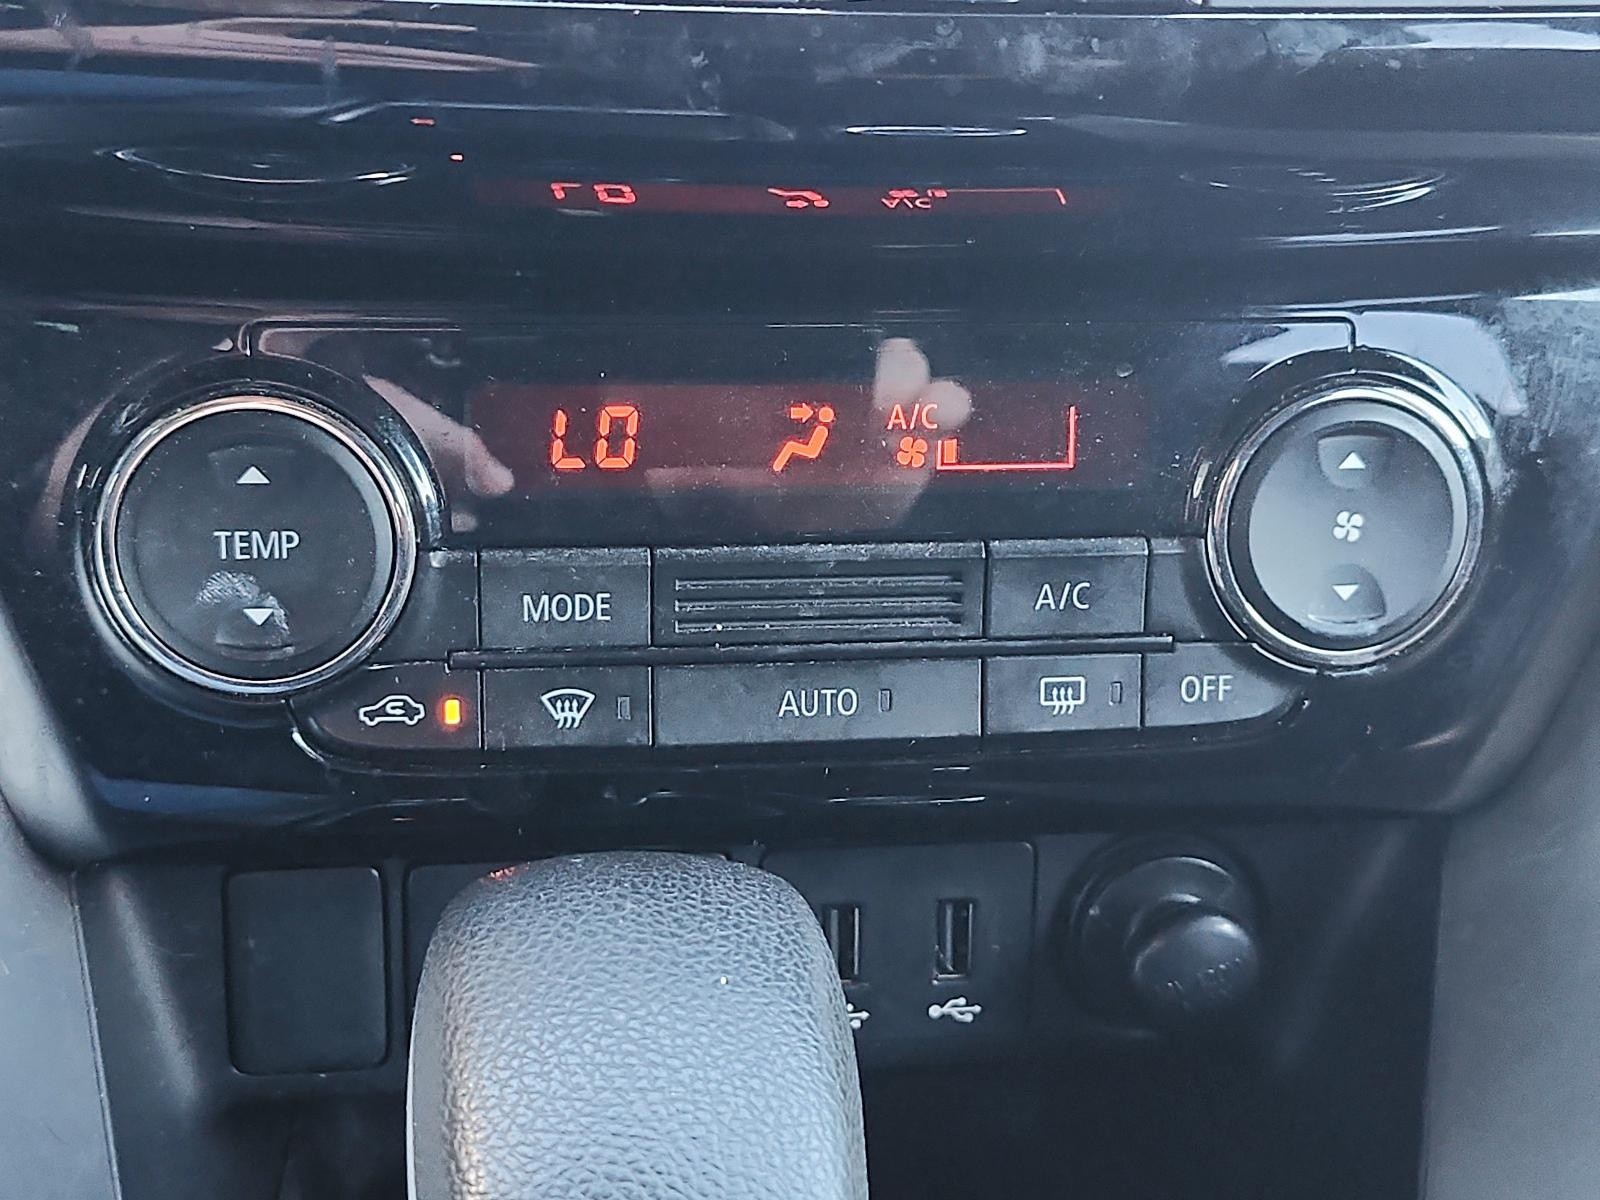 LO A/C
TEMP
MODE
A/C
AUTO
OFF